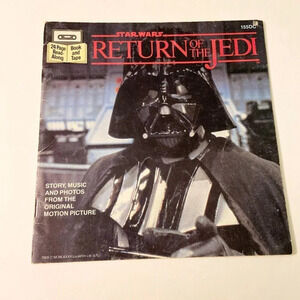 STAR WARS
155DC
RETURN OF THE JEDI
24 Page
Read-
Along
Book
and
Tape
STORY, MUSIC
AND PHOTOS
FROM THE
ORIGINAL
MOTION PICTURE